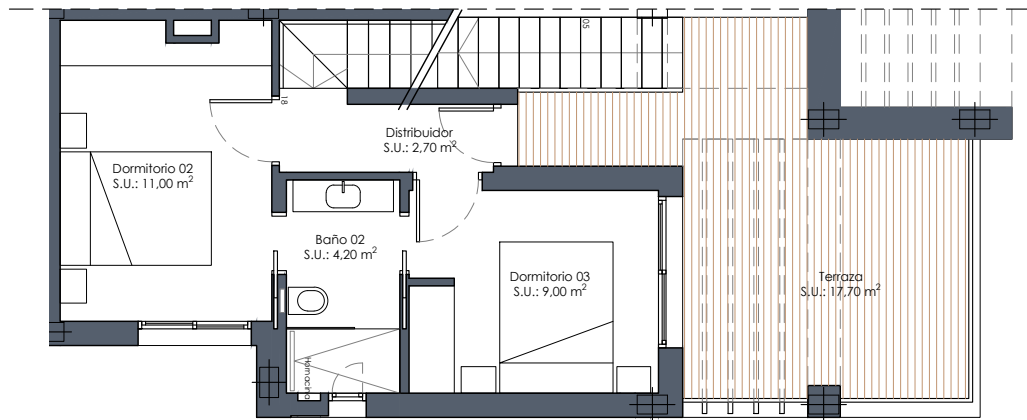 05
18
Distribuidor
S.U.: 2,70 m²
Dormitorio 02
S.U.: 11,00 m²
Baño 02
S.U.: 4,20 m²
Dormitorio 03
S.U.: 9,00 m²
Terraza
S.U.: 17,70 m²
Hornacina